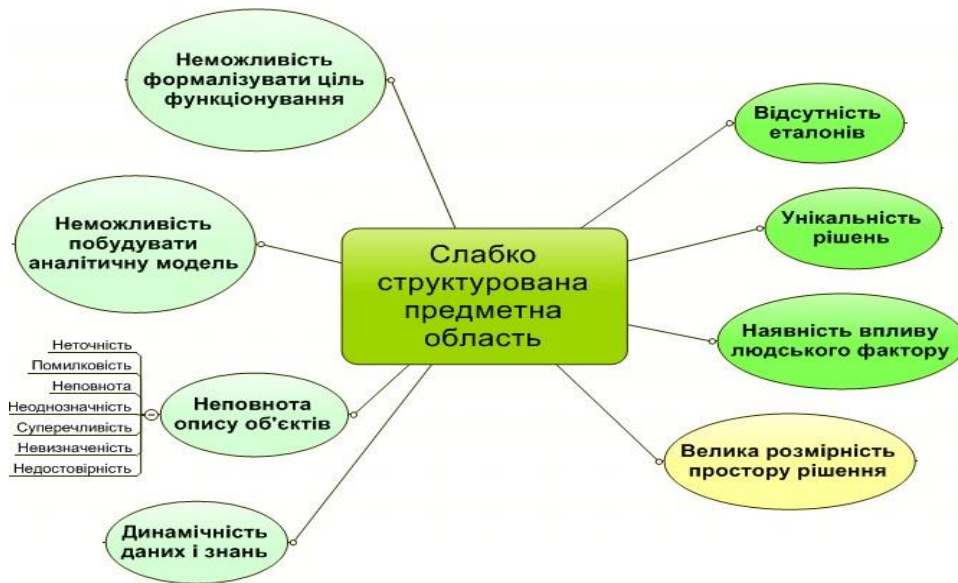 Неможливість
формалізувати ціль
функціонування
Відсутність
еталонів
Неможливість
побудувати
аналітичну модель
Слабко
структурована
предметна
область
Унікальність
рішень
Наявність впливу
людського фактору
Неточність
Помилковість
Неповнота
Неоднозначність
Суперечливість
Невизначеність
Недостовірність
Неповнота
опису об'єктів
Велика розмірність
простору рішення
Динамічність
даних і знань